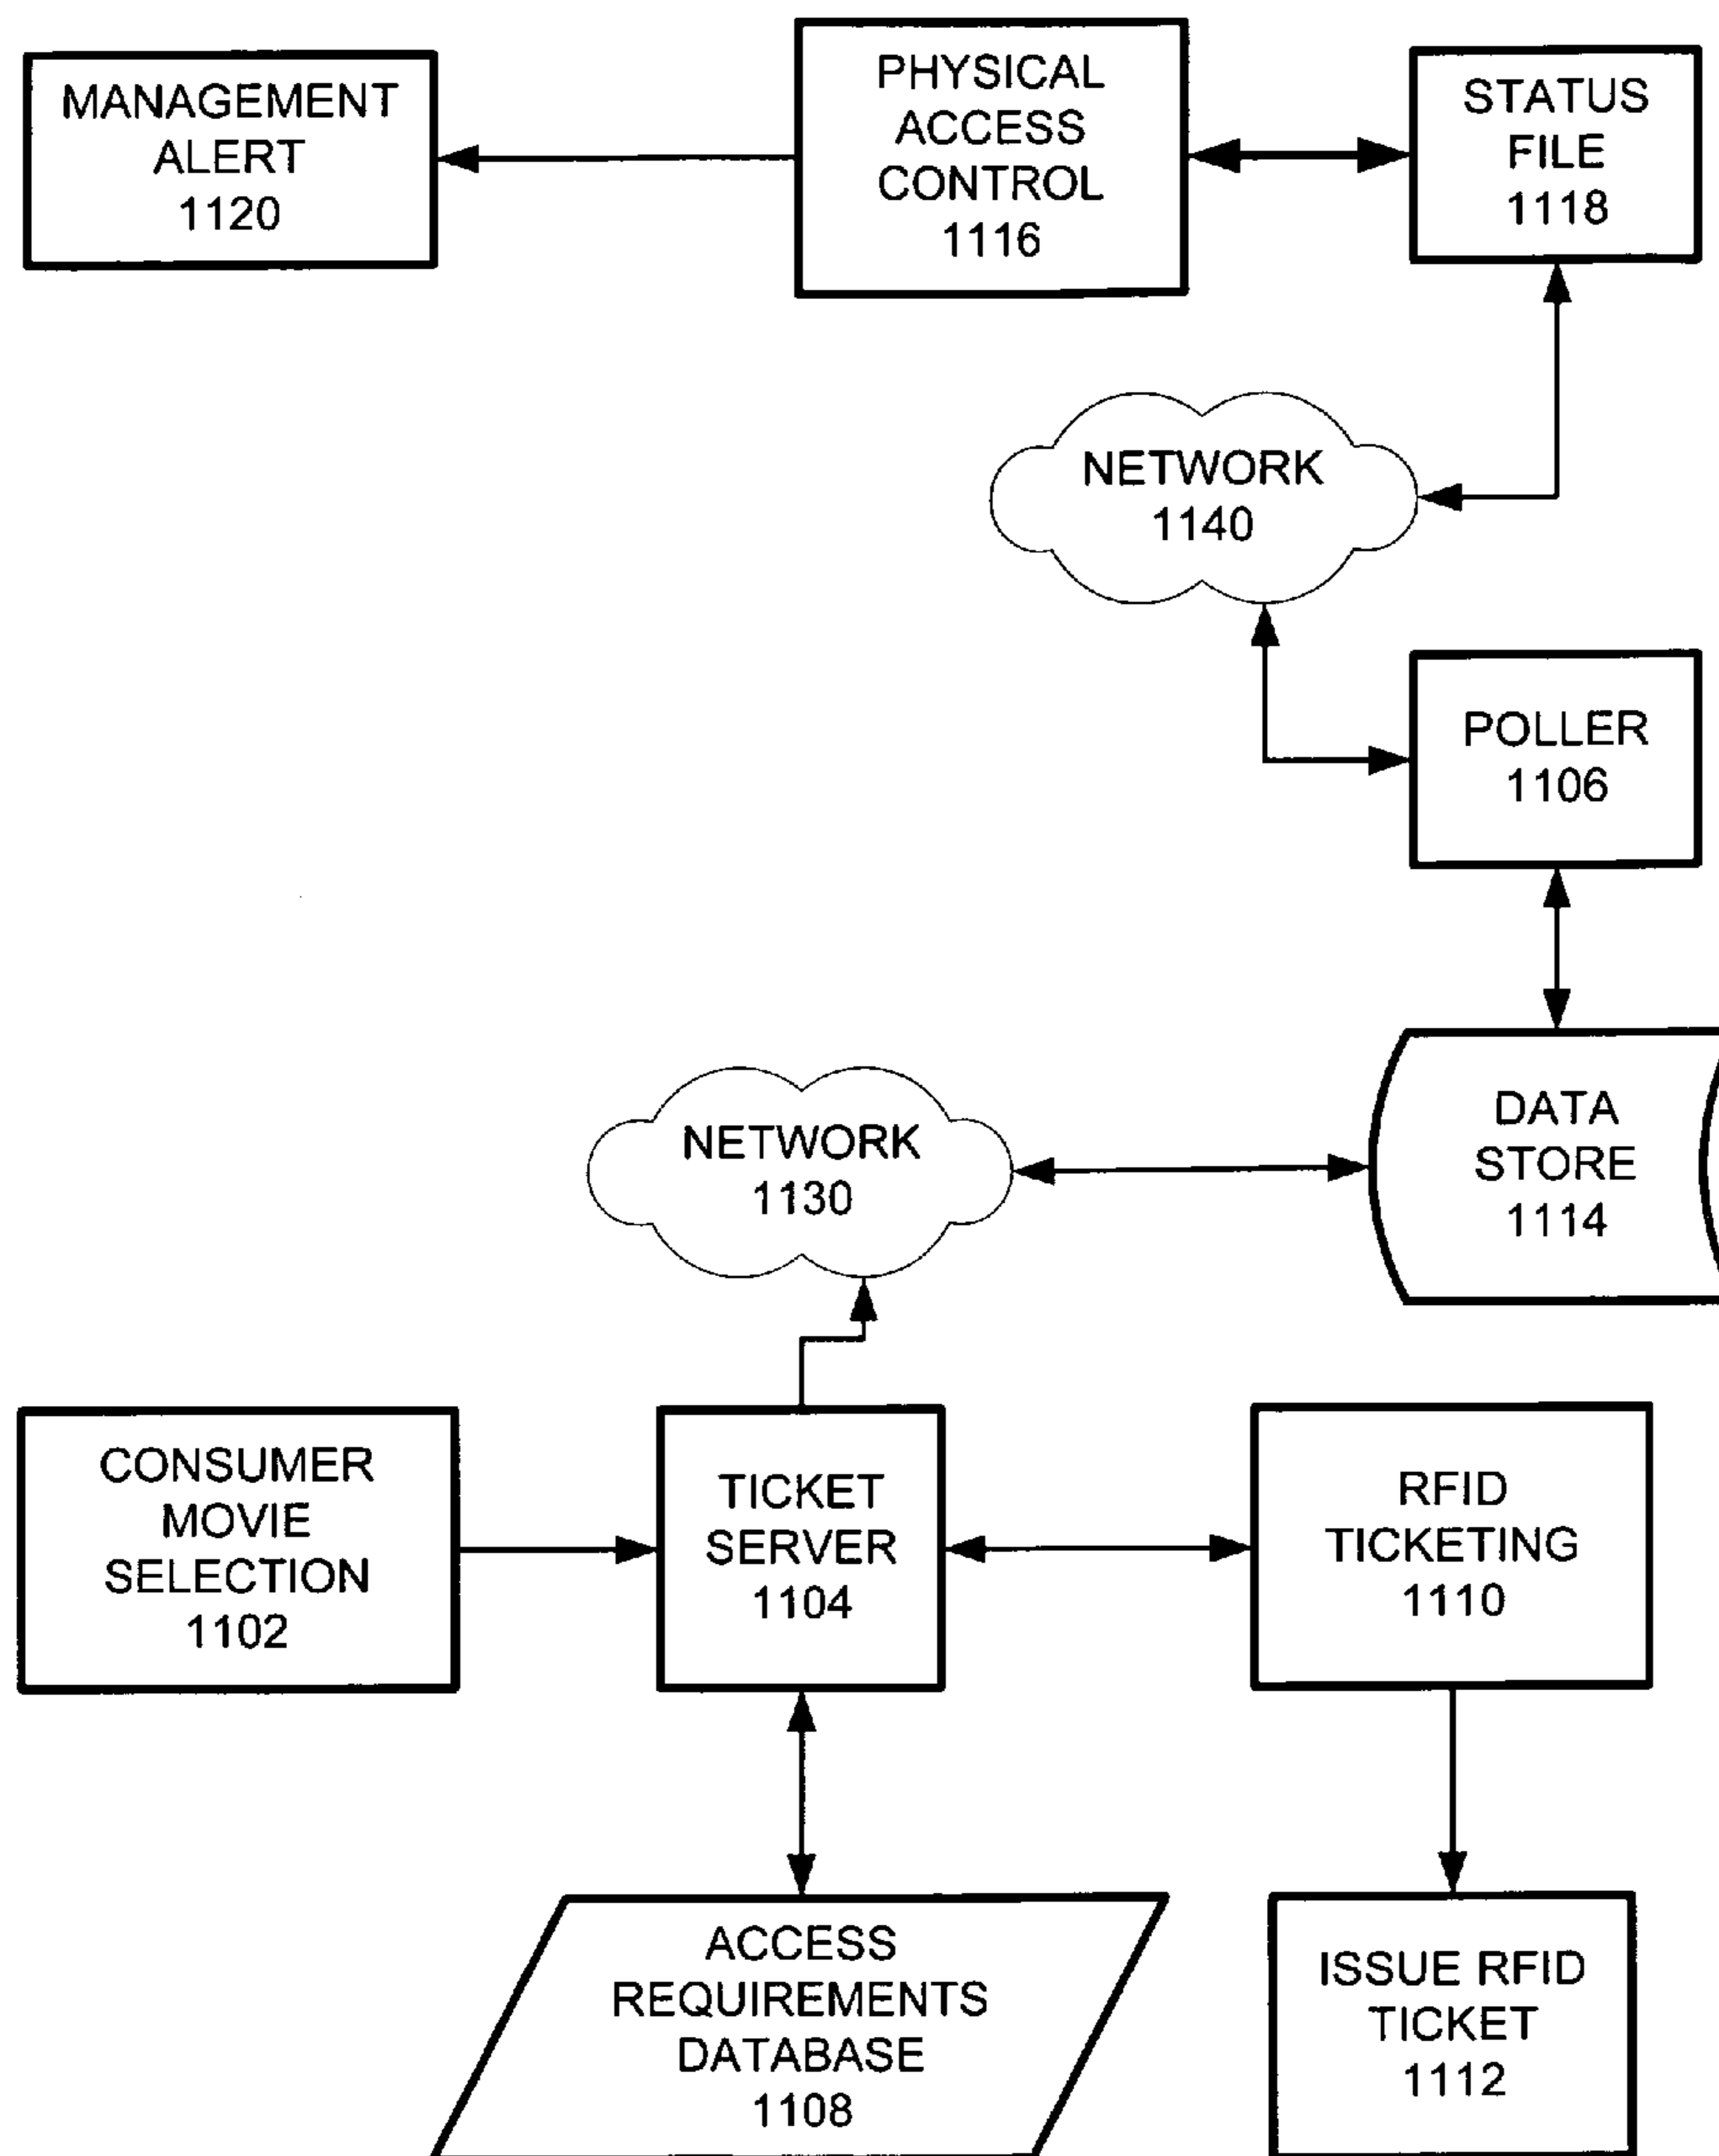 MANAGEMENT
ALERT
1120
PHYSICAL
ACCESS
CONTROL
1116
STATUS
FILE
1118
NETWORK
1140
POLLER
1106
NETWORK
1130
DATA
STORE
1114
CONSUMER
MOVIE
SELECTION
1102
TICKET
SERVER
1104
RFID
TICKETING
1110
ACCESS
REQUIREMENTS
DATABASE
1108
ISSUE RFID
TICKET
1112